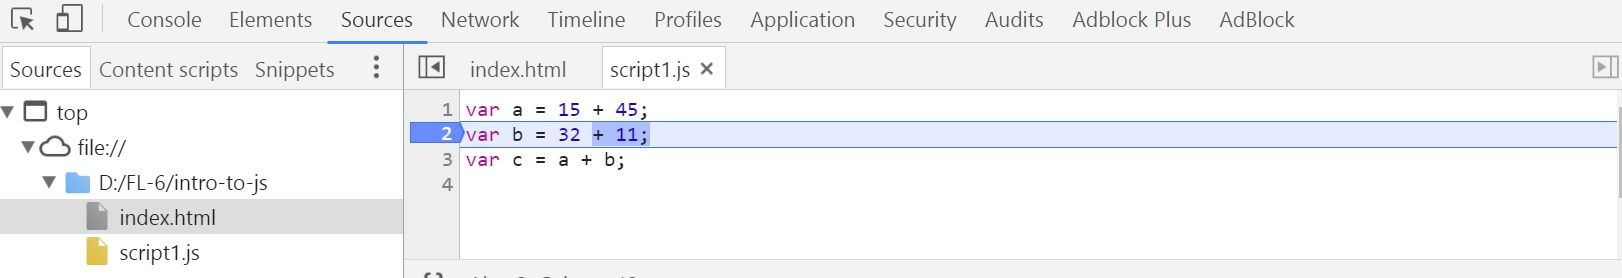 Console Elements Sources Network Timeline Profiles Application Security Audits Adblock Plus AdBlock
Sources Content scripts Snippets
index.html script1.js ×
top
file://
D:/FL-6/intro-to-js
index.html
script1.js
1 var a = 15 + 45;
2 var b = 32 + 11;
3 var c = a + b;
4